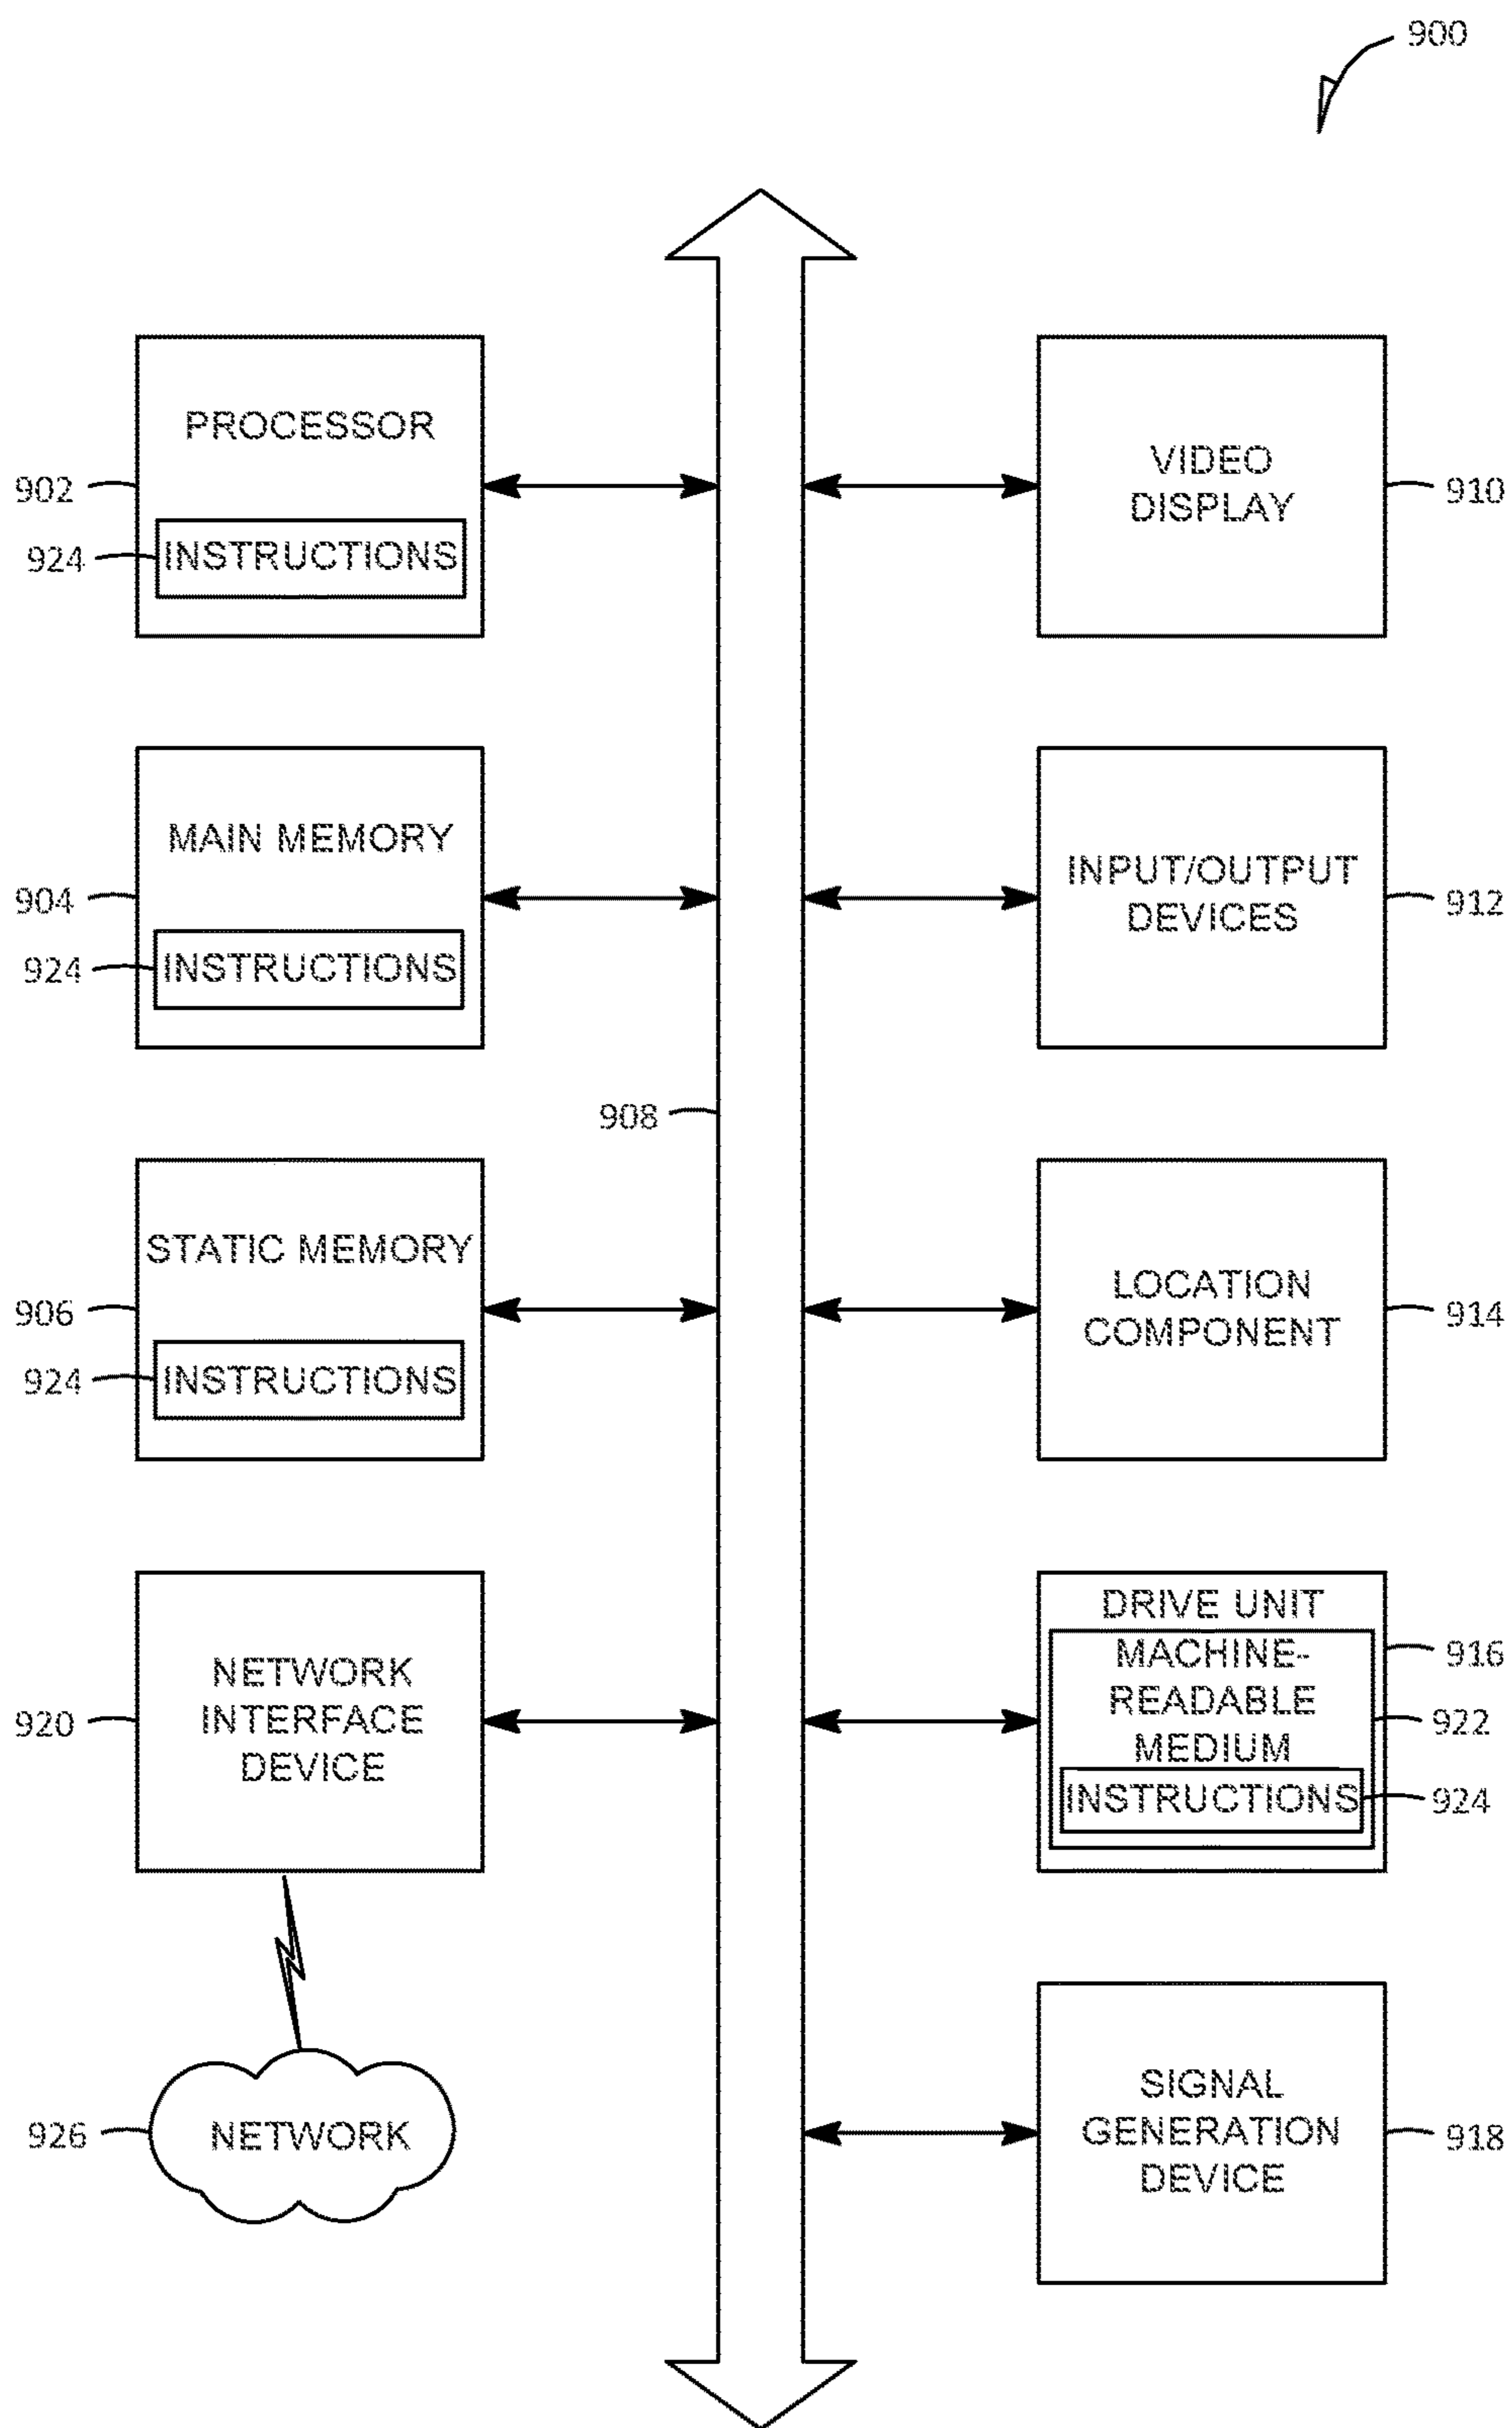 900
PROCESSOR
902
924
INSTRUCTIONS
VIDEO
DISPLAY
910
MAIN MEMORY
904
924
INSTRUCTIONS
INPUT/OUTPUT
DEVICES
912
908
STATIC MEMORY
906
924
INSTRUCTIONS
LOCATION
COMPONENT
914
NETWORK
INTERFACE
DEVICE
920
DRIVE UNIT
916
MACHINE-
READABLE
MEDIUM
922
INSTRUCTIONS
924
926
NETWORK
SIGNAL
GENERATION
DEVICE
918